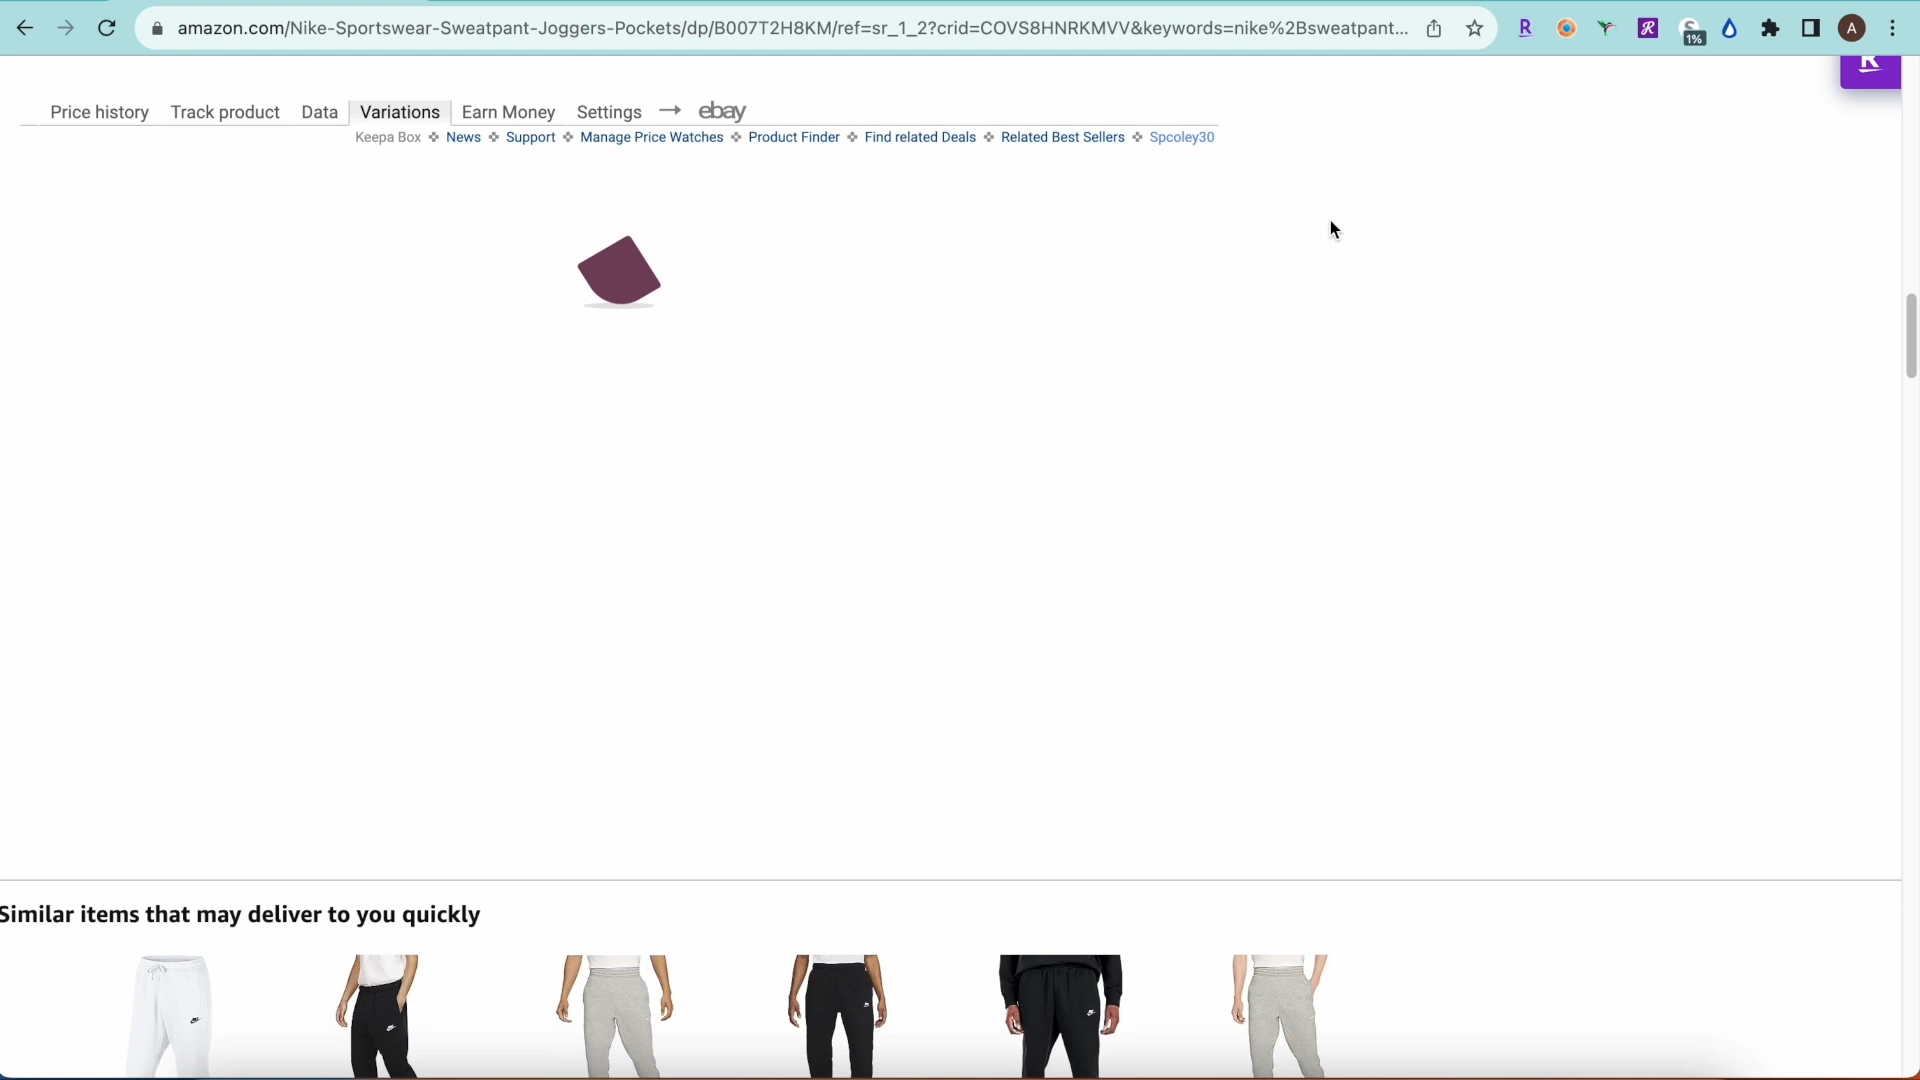 amazon.com/Nike-Sportswear-Sweatpant-Joggers-Pockets/dp/B007T2H8KM/ref=sr_1_2?crid=COVS8HNRKMVV&keywords=nike%2Bsweatpant...
R
R
1%
A
R
Price history Track product Data Variations Earn Money Settings → ebay
Keepa Box News Support Manage Price Watches Product Finder Find related Deals Related Best Sellers Spcoley30
Similar items that may deliver to you quickly